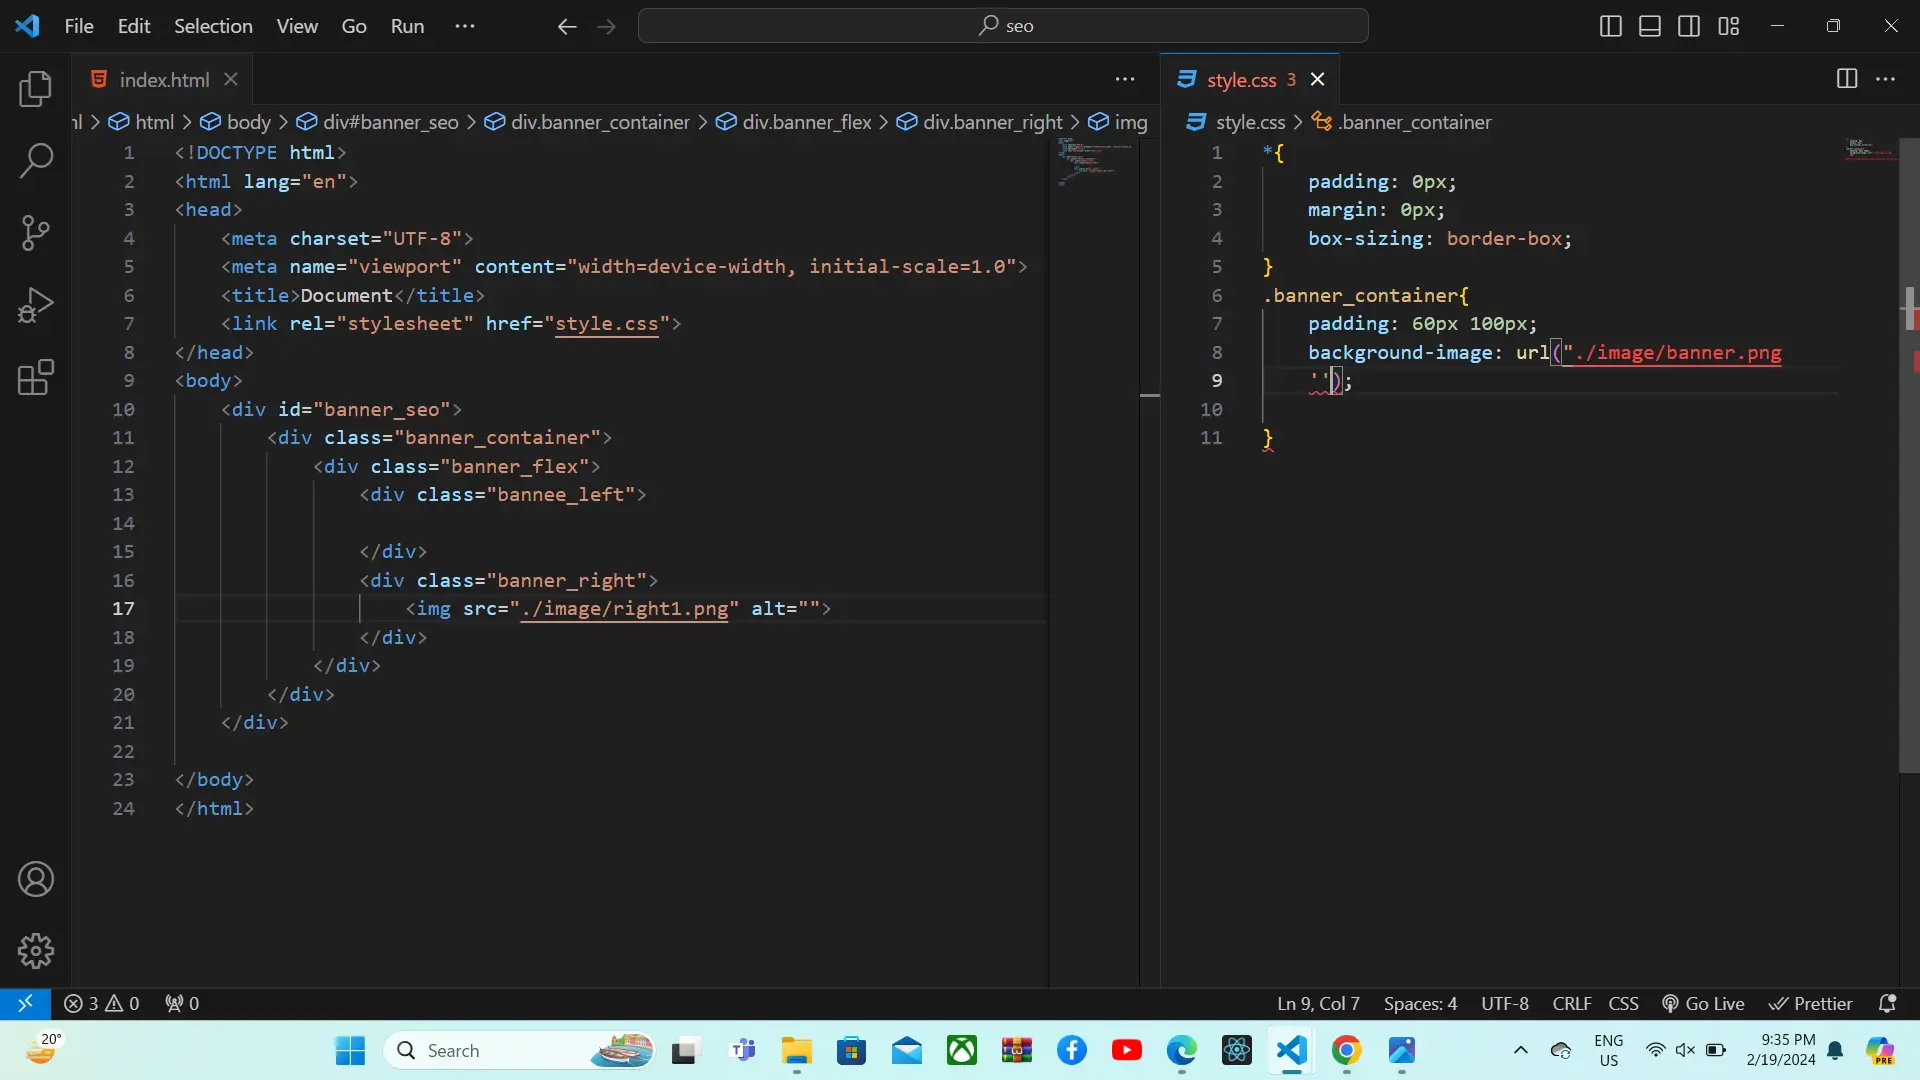 File Edit Selection View Go Run ···
seo
index.html
nl > html > body > div#banner_seo > div.banner_container > div.banner_flex > div.banner_right > img
1 <!DOCTYPE html>
2 <html lang="en">
3 <head>
4 <meta charset="UTF-8">
5 <meta name="viewport" content="width=device-width, initial-scale=1.0">
6 <title>Document</title>
7 <link rel="stylesheet" href="style.css">
8 </head>
9 <body>
10 <div id="banner_seo">
11 <div class="banner_container">
12 <div class="banner_flex">
13 <div class="bannee_left">
14
15 </div>
16 <div class="banner_right">
17 <img src="./image/right1.png" alt="">
18 </div>
19 </div>
20 </div>
21 </div>
22
23 </body>
24 </html>
style.css 3
style.css > .banner_container
1 *{
2 padding: 0px;
3 margin: 0px;
4 box-sizing: border-box;
5 }
6 .banner_container{
7 padding: 60px 100px;
8 background-image: url("./image/banner.png
9 '');
10
11 }
3 0 0
Ln 9, Col 7 Spaces: 4 UTF-8 CRLF CSS Go Live Prettier
20°
Search
ENG
US
9:35 PM
2/19/2024
PRE